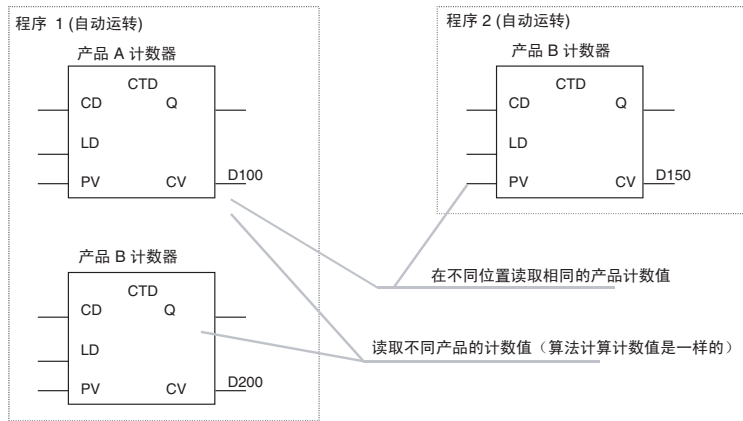 程序 1 (自动运转)
产品 A 计数器
CTD
CD Q
LD
PV CV D100
产品 B 计数器
CTD
CD Q
LD
PV CV D200
程序 2 (自动运转)
产品 B 计数器
CTD
CD Q
LD
PV CV D150
在不同位置读取相同的产品计数值
读取不同产品的计数值（算法计算计数值是一样的）